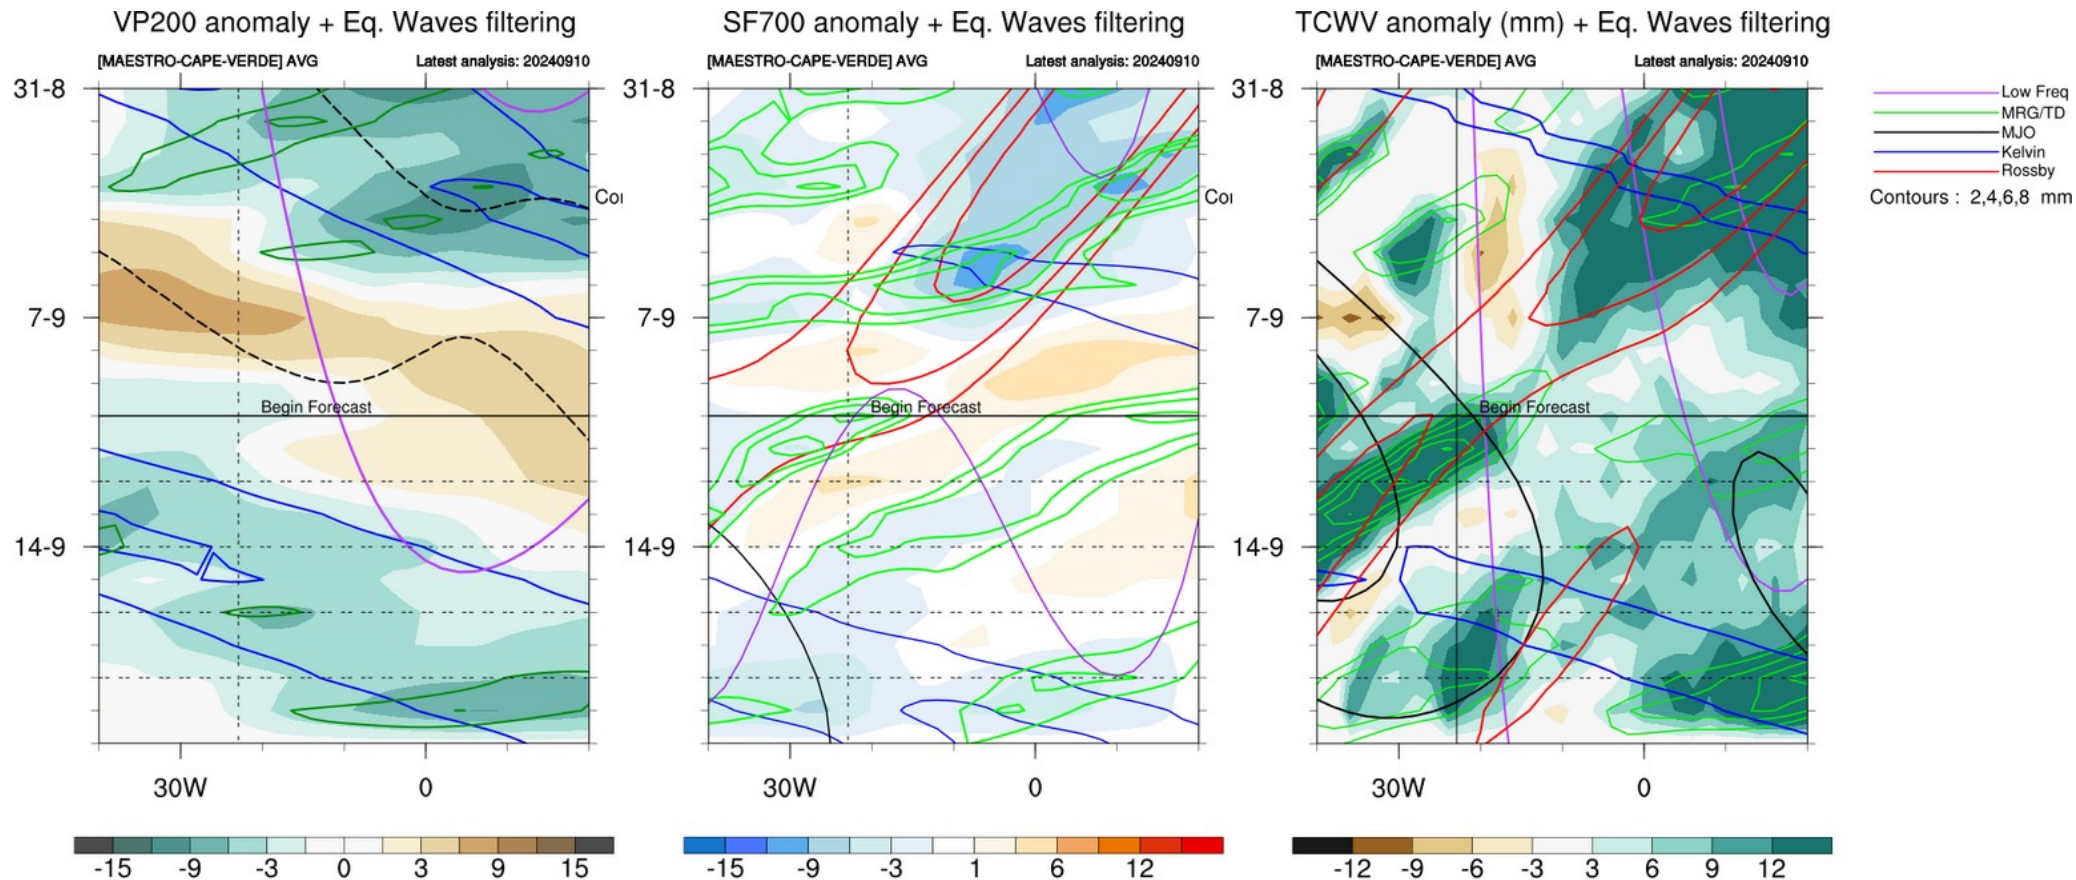 VP200 anomaly + Eq. Waves filtering
[MAESTRO-CAPE-VERDE] AVG Latest analysis: 20240910
31-8
7-9
14-9
Begin Forecast
Cor
30W 0
-15 -9 -3 0 3 9 15
SF700 anomaly + Eq. Waves filtering
[MAESTRO-CAPE-VERDE] AVG Latest analysis: 20240910
31-8
7-9
14-9
Begin Forecast
Cor
30W 0
-15 -9 -3 1 6 12
TCWV anomaly (mm) + Eq. Waves filtering
[MAESTRO-CAPE-VERDE] AVG Latest analysis: 20240910
31-8
7-9
14-9
Begin Forecast
30W 0
-12 -9 -6 -3 3 6 9 12
Low Freq
MRG/TD
MJO
Kelvin
Rossby
Contours : 2,4,6,8 mm